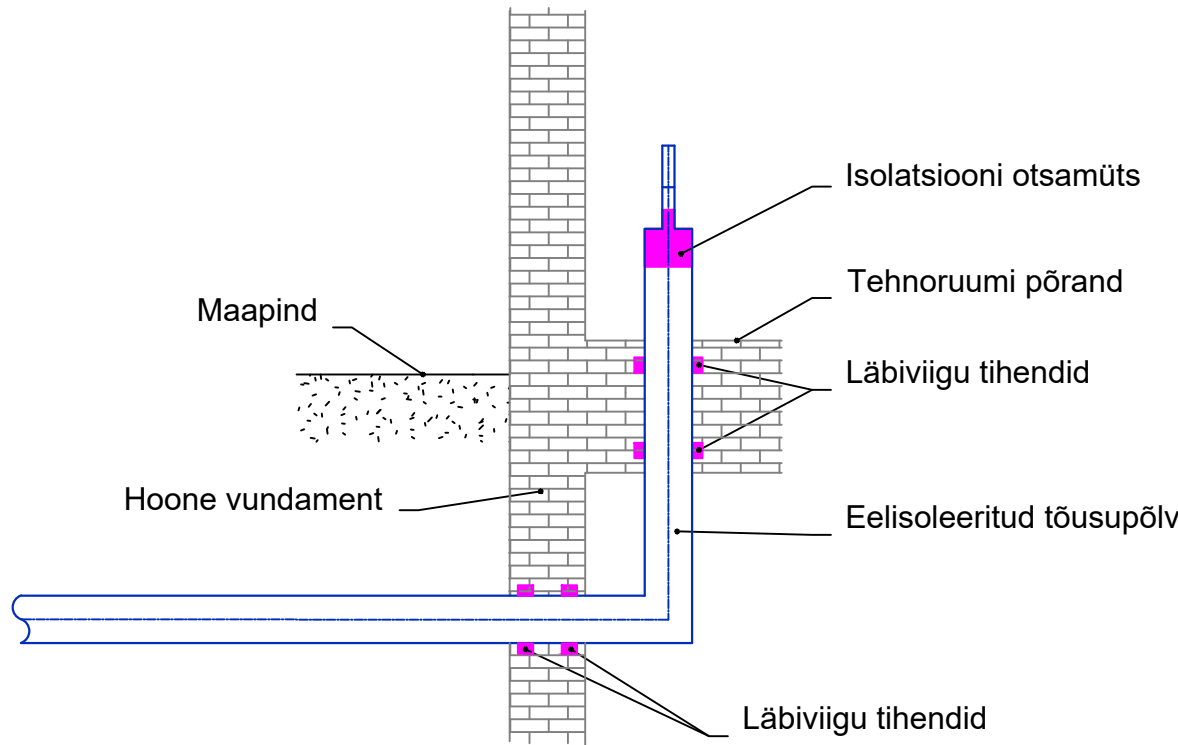 Isolatsiooni otsamüts
Tehnoruumi põrand
Maapind
Läbiviigu tihendid
Hoone vundament
Eelisoleeritud tõusupõlv
Läbiviigu tihendid